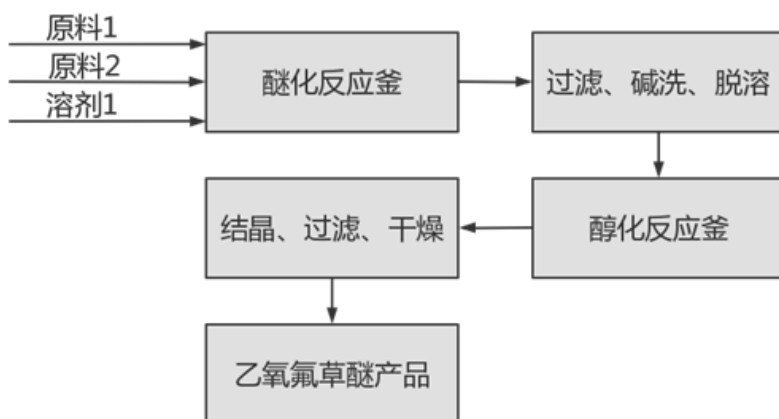 原料1
原料2
溶剂1
醚化反应釜
过滤、碱洗、脱溶
醇化反应釜
结晶、过滤、干燥
乙氧氟草醚产品